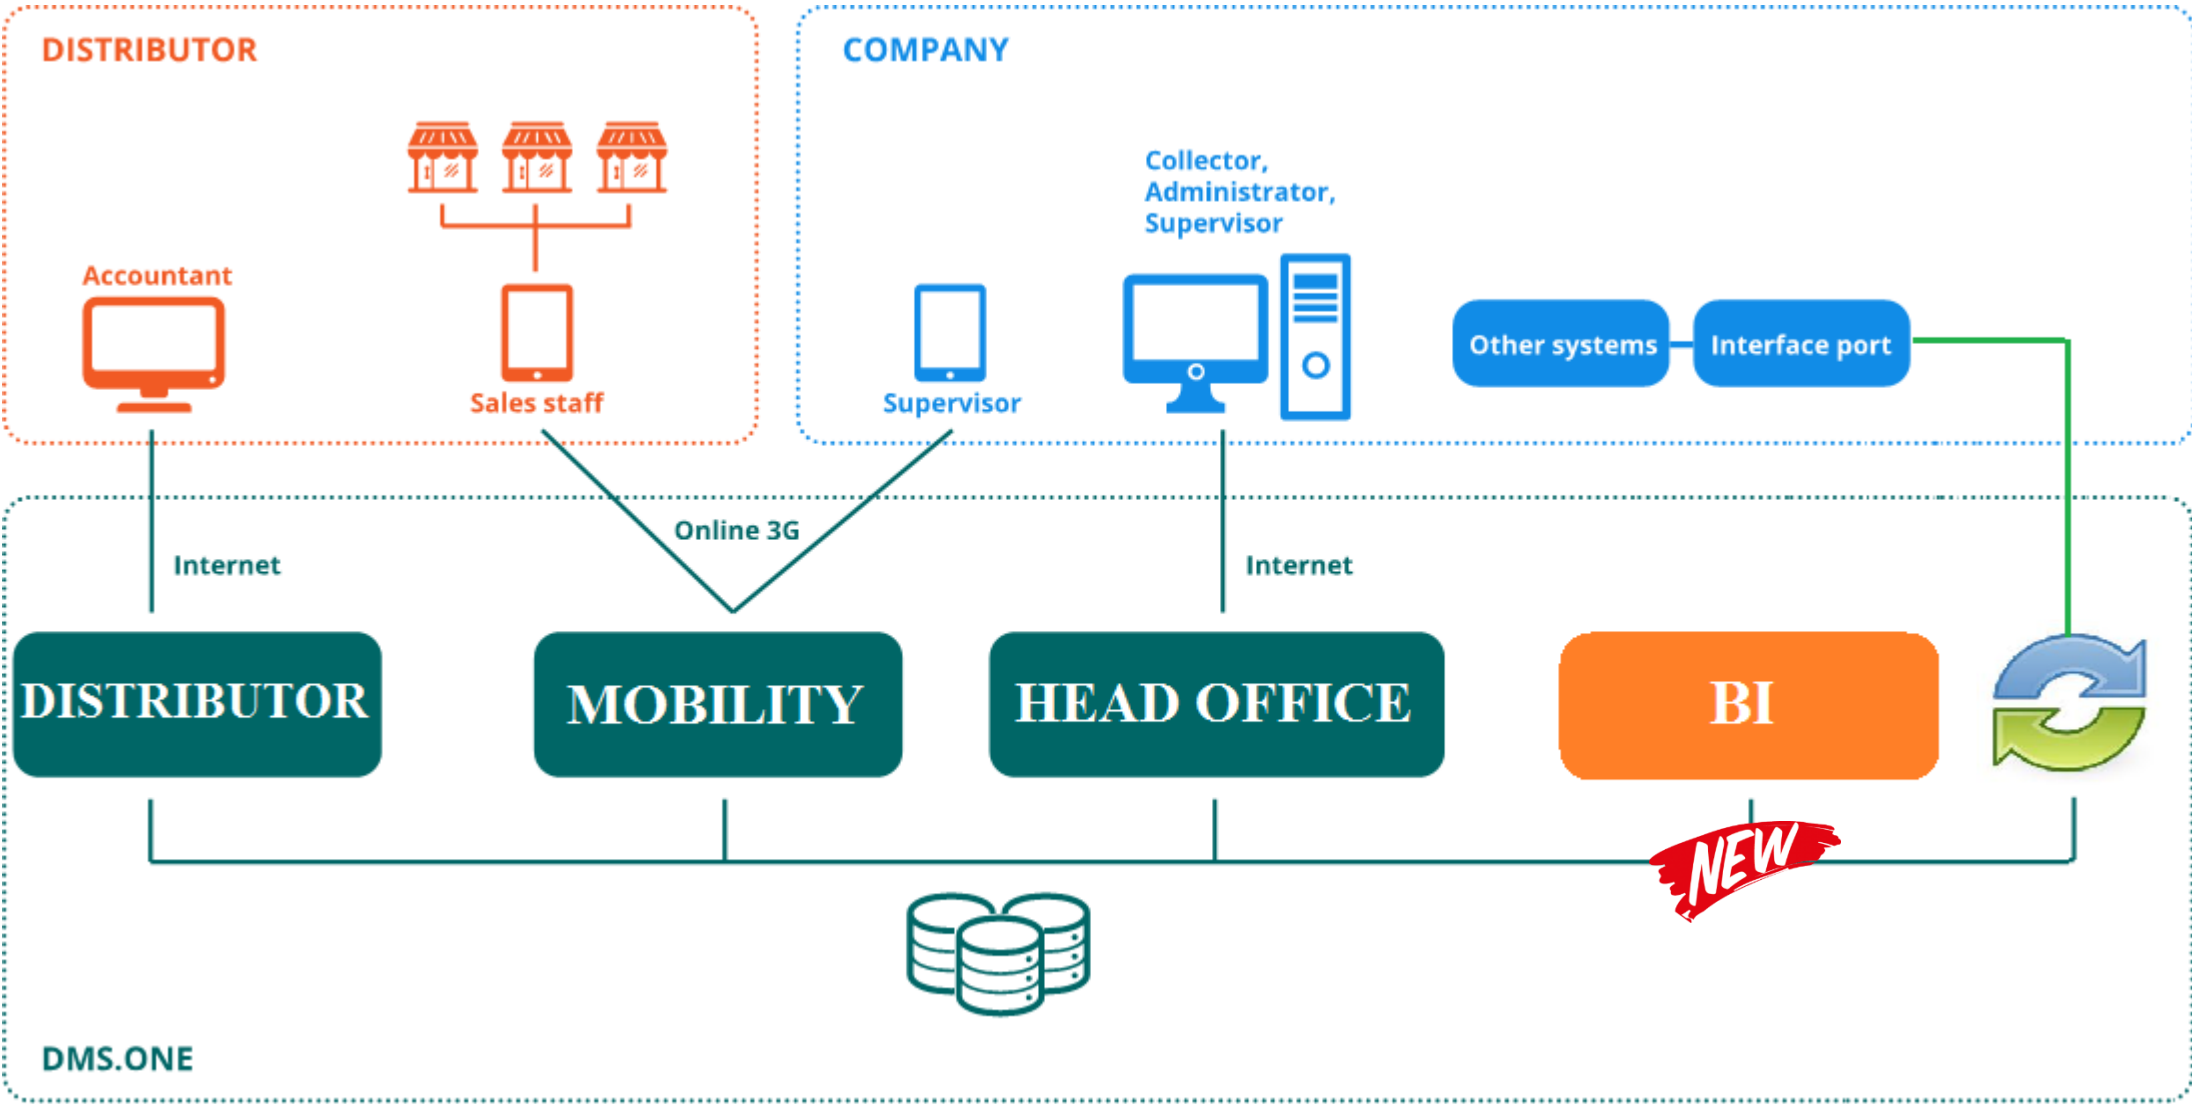 DISTRIBUTOR
COMPANY
Collector,
Administrator,
Supervisor
Accountant
Other systems
Interface port
Sales staff
Supervisor
Online 3G
Internet
Internet
DISTRIBUTOR
MOBILITY
HEAD OFFICE
BI
NEW
DMS.ONE